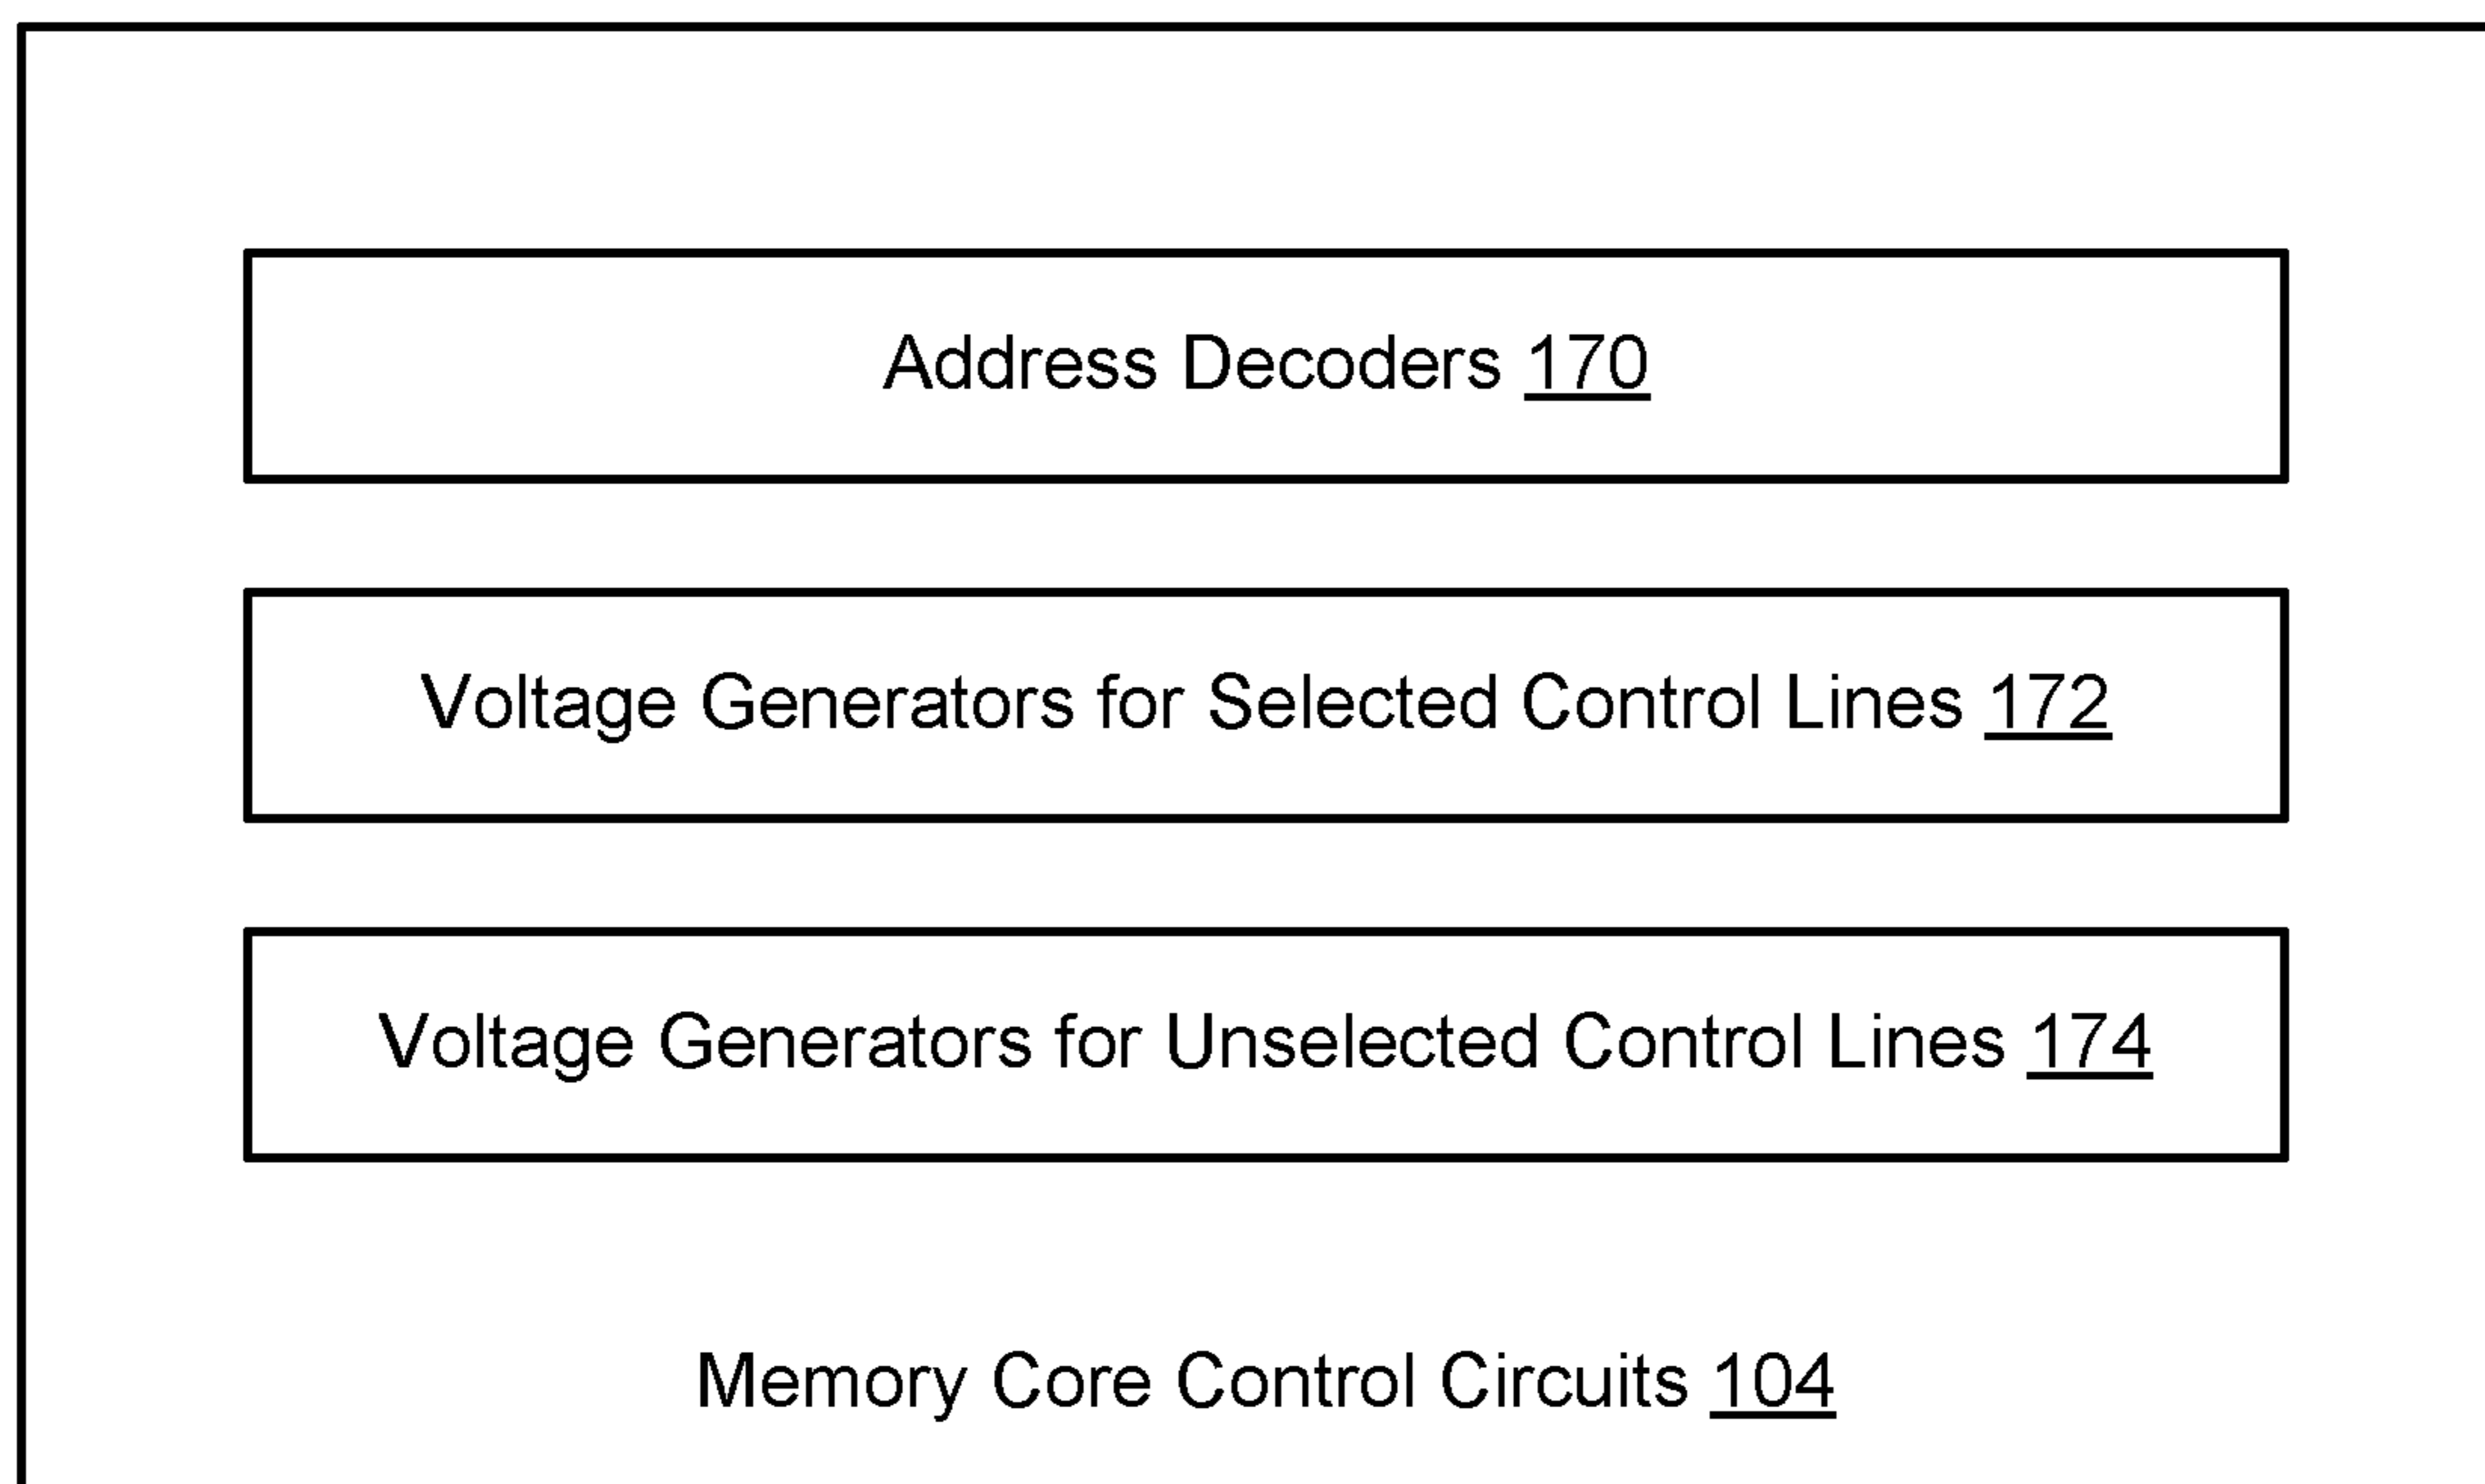 Address Decoders 170
Voltage Generators for Selected Control Lines 172
Voltage Generators for Unselected Control Lines 174
Memory Core Control Circuits 104